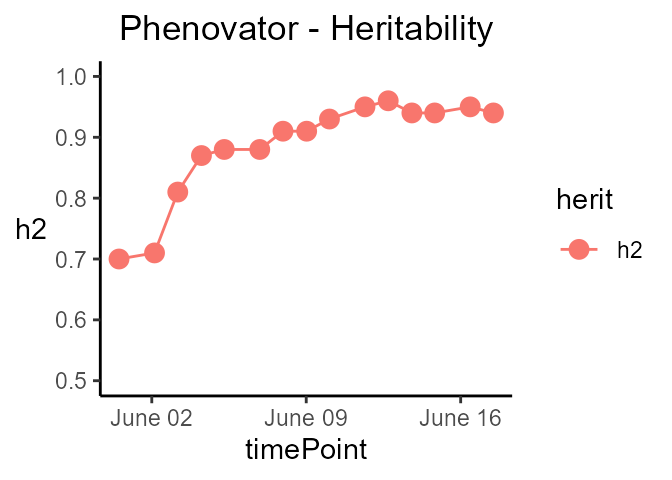 Phenovator - Heritability
1.0
0.9
0.8
0.7
0.6
0.5
h2
June 02
June 09
June 16
timePoint
herit
h2